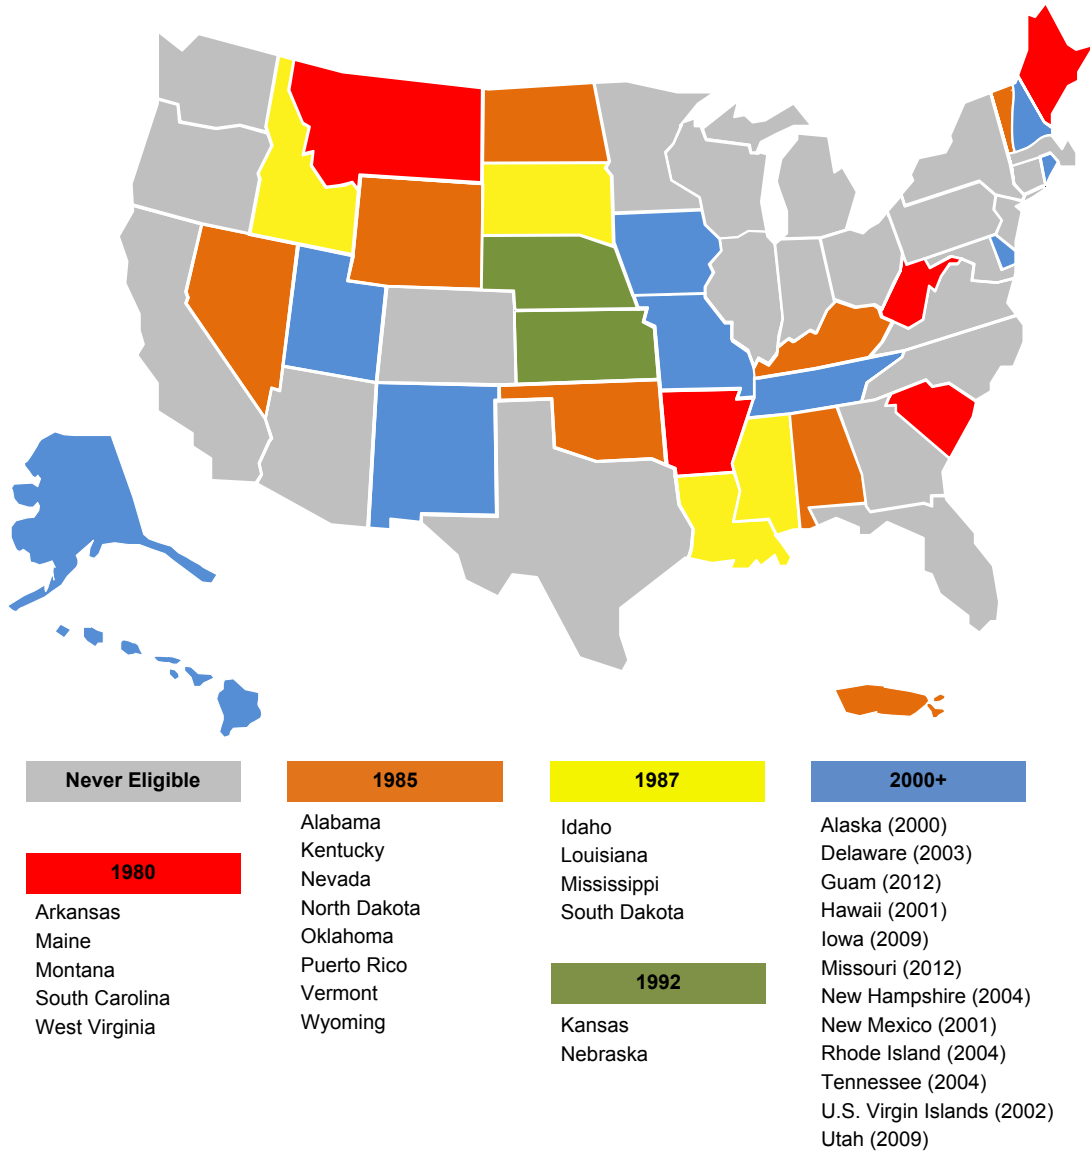 Never Eligible
1980
Arkansas
Maine
Montana
South Carolina
West Virginia
1985
Alabama
Kentucky
Nevada
North Dakota
Oklahoma
Puerto Rico
Vermont
Wyoming
1987
Idaho
Louisiana
Mississippi
South Dakota
1992
Kansas
Nebraska
2000+
Alaska (2000)
Delaware (2003)
Guam (2012)
Hawaii (2001)
Iowa (2009)
Missouri (2012)
New Hampshire (2004)
New Mexico (2001)
Rhode Island (2004)
Tennessee (2004)
U.S. Virgin Islands (2002)
Utah (2009)